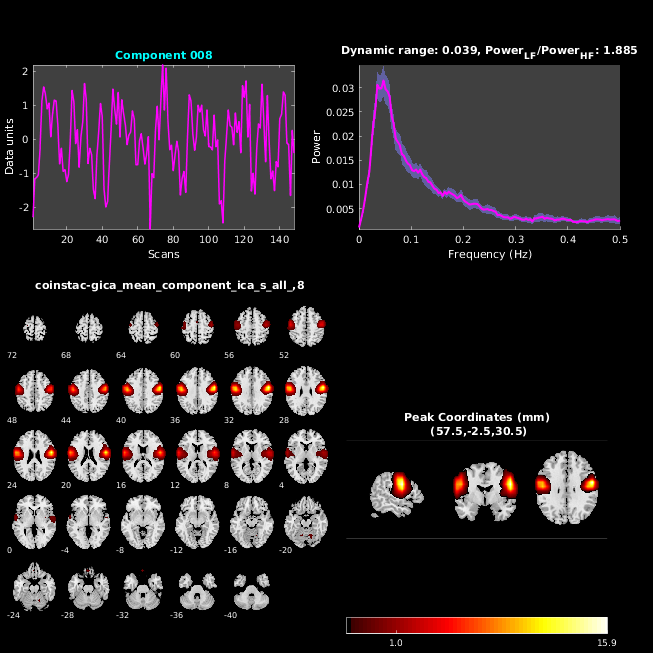 Component 008
Data units
2
1
0
-1
-2
20
40
60
80
100
120
140
Scans
Dynamic range: 0.039, Power_LF/Power_HF: 1.885
Power
0.03
0.025
0.02
0.015
0.01
0.005
0
0.1
0.2
0.3
0.4
0.5
Frequency (Hz)
coinstac-gica_mean_component_ica_s_all_,8
72 68 64 60 56 52
48 44 40 36 32 28
24 20 16 12 8 4
0 -4 -8 -12 -16 -20
-24 -28 -32 -36 -40
Peak Coordinates (mm)
(57.5,-2.5,30.5)
1.0 15.9